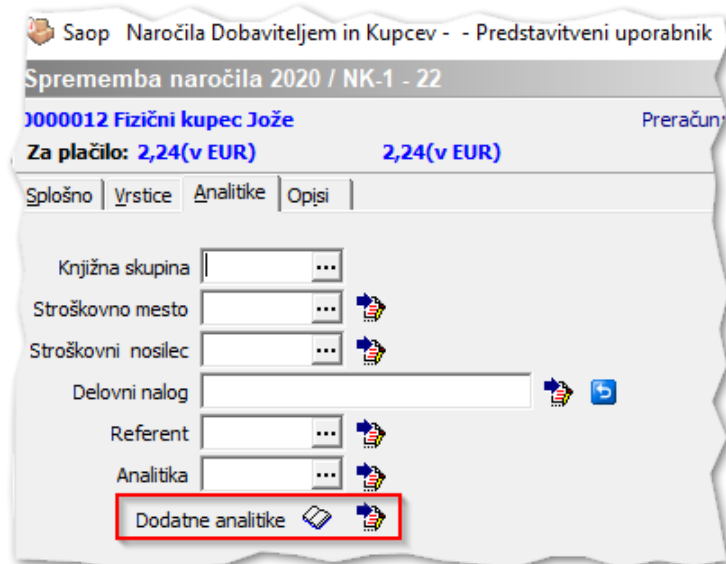 Saop Naročila Dobaviteljem in Kupcev - - Predstavitveni uporabnik
Sprememba naročila 2020 / NK-1 - 22
0000012 Fizični kupec Jože Preračun:
Za plačilo: 2,24(v EUR) 2,24(v EUR)
Splošno Vrstice Analitike Opisi
Knjižna skupina ...
Stroškovno mesto ...
Stroškovni nosilec ...
Delovni nalog
Referent ...
Analitika ...
Dodatne analitike